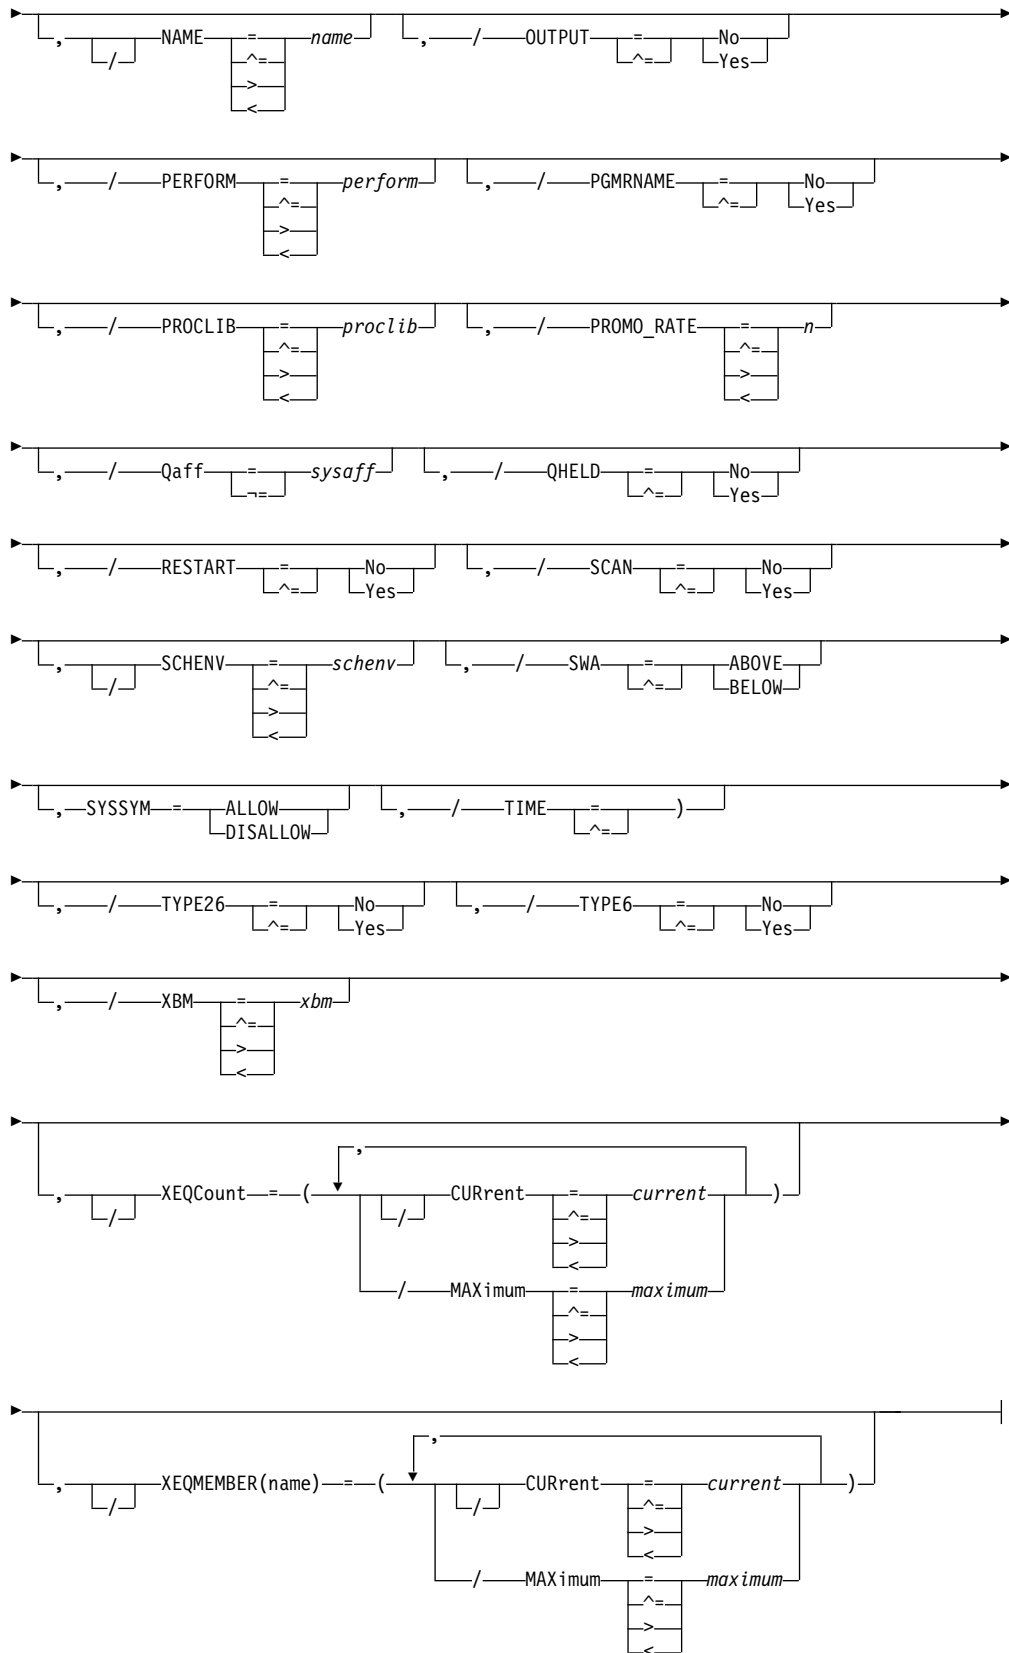 , / NAME = name , / OUTPUT = No
^= ^= Yes
>
<
, / PERFORM = perform , / PGMRNAME = No
^= ^= Yes
>
<
, / PROCLIB = proclib , / PROMO_RATE = n
^= ^=
> >
< <
, / Qaff = sysaff , / QHELD = No
¬= ^= Yes
, / RESTART = No , / SCAN = No
^= Yes ^= Yes
, / SCHENV = schenv , / SWA = ABOVE
^= ^= BELOW
>
<
, SYSSYM = ALLOW , / TIME = )
DISALLOW ^=
, / TYPE26 = No , / TYPE6 = No
^= Yes ^= Yes
, / XBM = xbm
^=
>
<
,
, / XEQCount = ( / CURrent = current )
^=
>
<
/ MAXimum = maximum
^=
>
<
,
, / XEQMEMBER(name) = ( / CURrent = current )
^=
>
<
/ MAXimum = maximum
^=
>
<